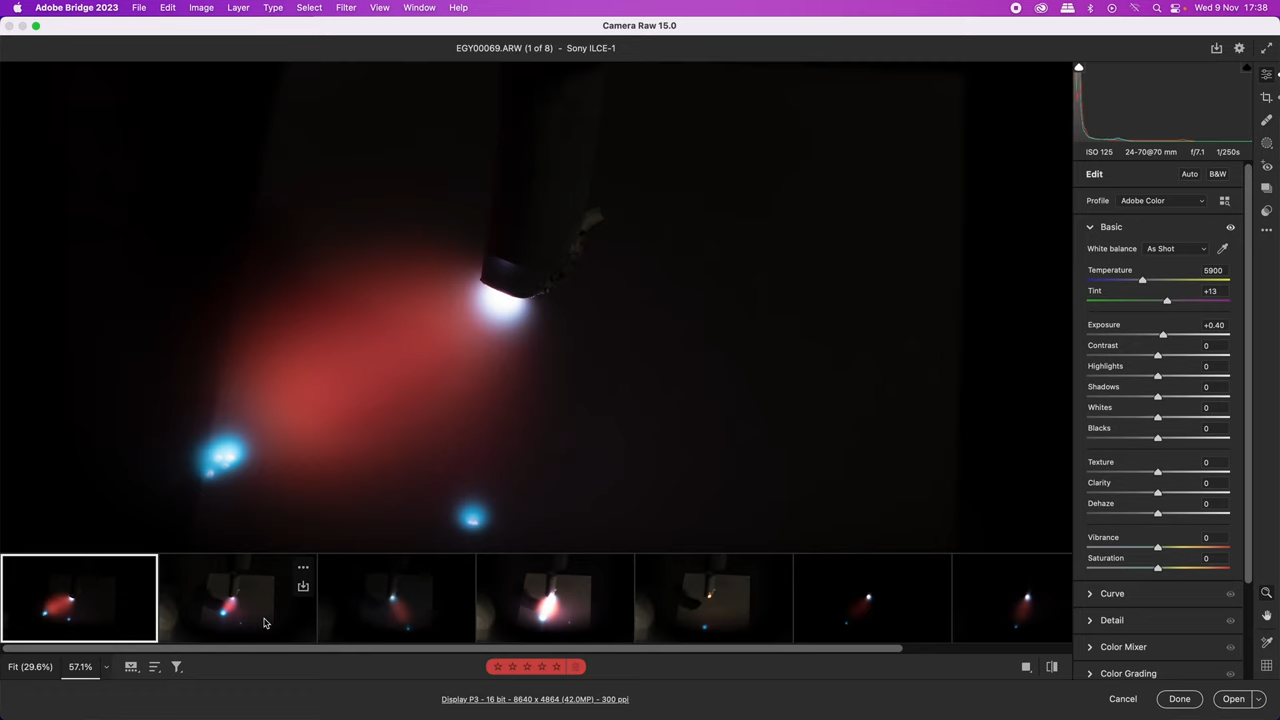 Adobe Bridge 2023 File Edit Image Layer Type Select Filter View Window Help Wed 9 Nov 17:38
Camera Raw 15.0
EGY00069.ARW (1 of 8) - Sony ILCE-1
ISO 125 24-70@70 mm f/7.1 1/250s
Edit Auto B&W
Profile Adobe Color
Basic
White balance As Shot
Temperature 5900
Tint +13
Exposure +0.40
Contrast 0
Highlights 0
Shadows 0
Whites 0
Blacks 0
Texture 0
Clarity 0
Dehaze 0
Vibrance 0
Saturation 0
Curve
Detail
Color Mixer
Color Grading
Fit (29.6%) 57.1%
Display P3 - 16 bit - 8640 x 4864 (42.0MP) - 300 ppi
Cancel Done Open